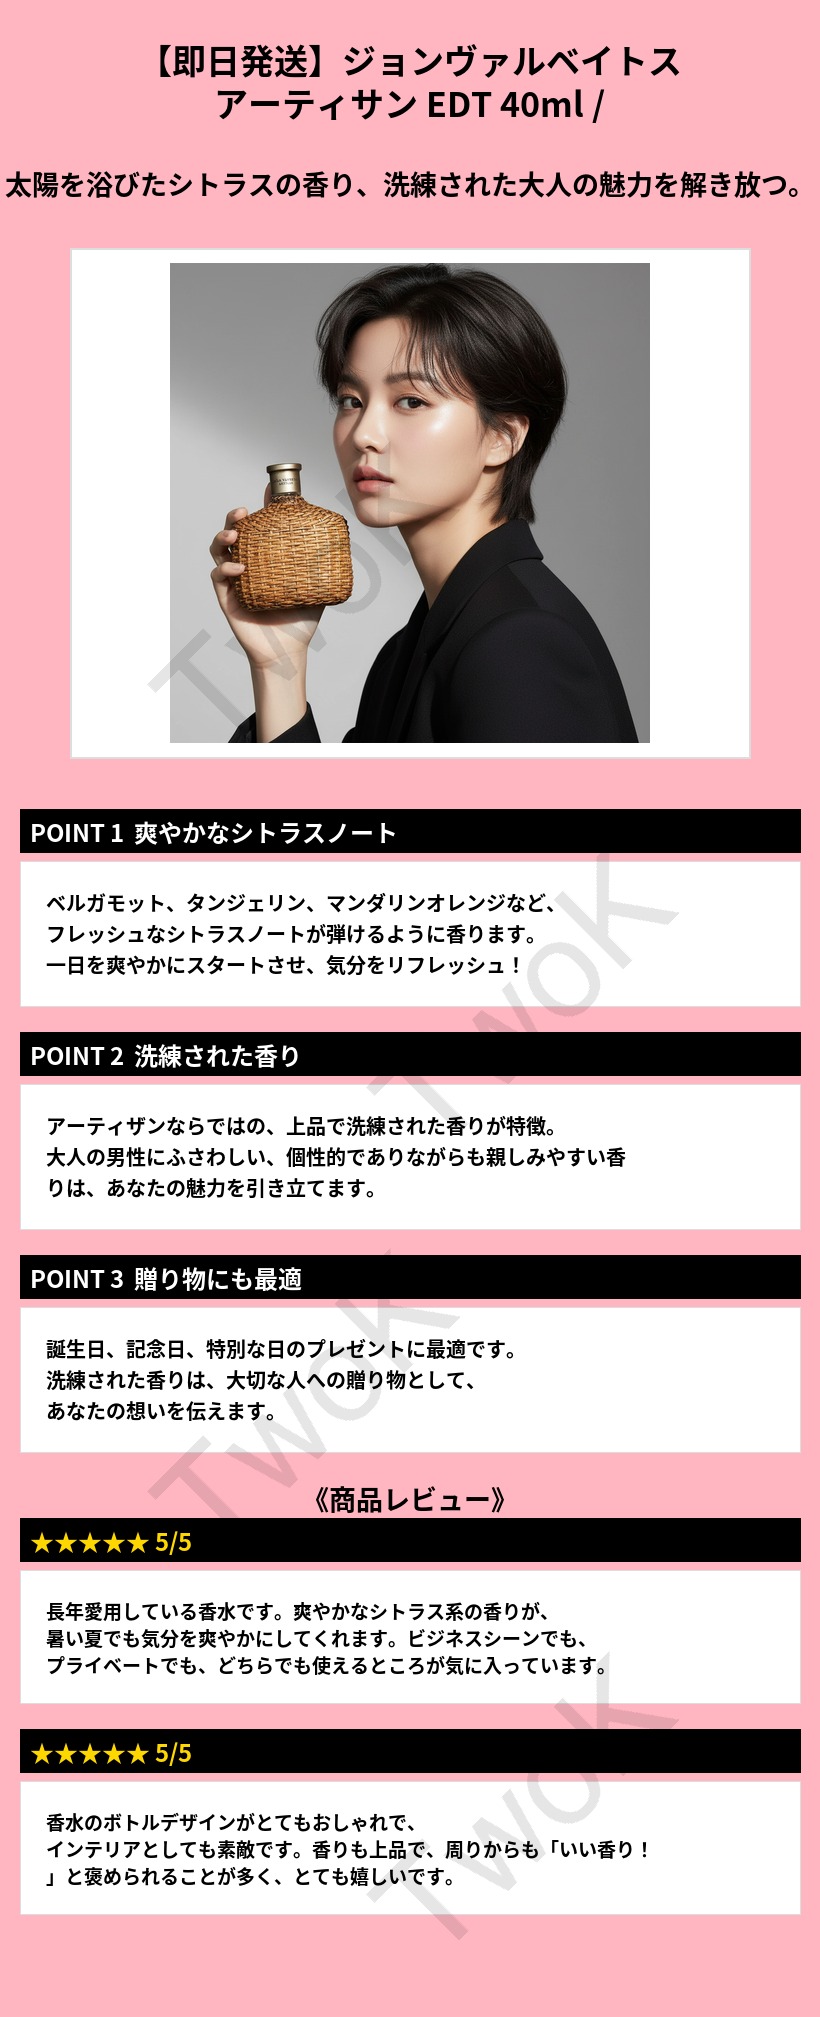 【即日発送】ジョンヴァルベイトス
アーティサン EDT 40ml /
太陽を浴びたシトラスの香り、洗練された大人の魅力を解き放つ。
POINT 1 爽やかなシトラスノート
ベルガモット、タンジェリン、マンダリンオレンジなど、
フレッシュなシトラスノートが弾けるように香ります。
一日を爽やかにスタートさせ、気分をリフレッシュ！
POINT 2 洗練された香り
アーティザンならではの、上品で洗練された香りが特徴。
大人の男性にふさわしい、個性的でありながらも親しみやすい香
りは、あなたの魅力を引き立てます。
POINT 3 贈り物にも最適
誕生日、記念日、特別な日のプレゼントに最適です。
洗練された香りは、大切な人への贈り物として、
あなたの想いを伝えます。
《商品レビュー》
★★★★★ 5/5
長年愛用している香水です。爽やかなシトラス系の香りが、
暑い夏でも気分を爽やかにしてくれます。ビジネスシーンでも、
プライベートでも、どちらでも使えるところが気に入っています。
★★★★★ 5/5
香水のボトルデザインがとてもおしゃれで、
インテリアとしても素敵です。香りも上品で、周りからも「いい香り！
」と褒められることが多く、とても嬉しいです。
TwoK
TwoK
TwoK
TwoK